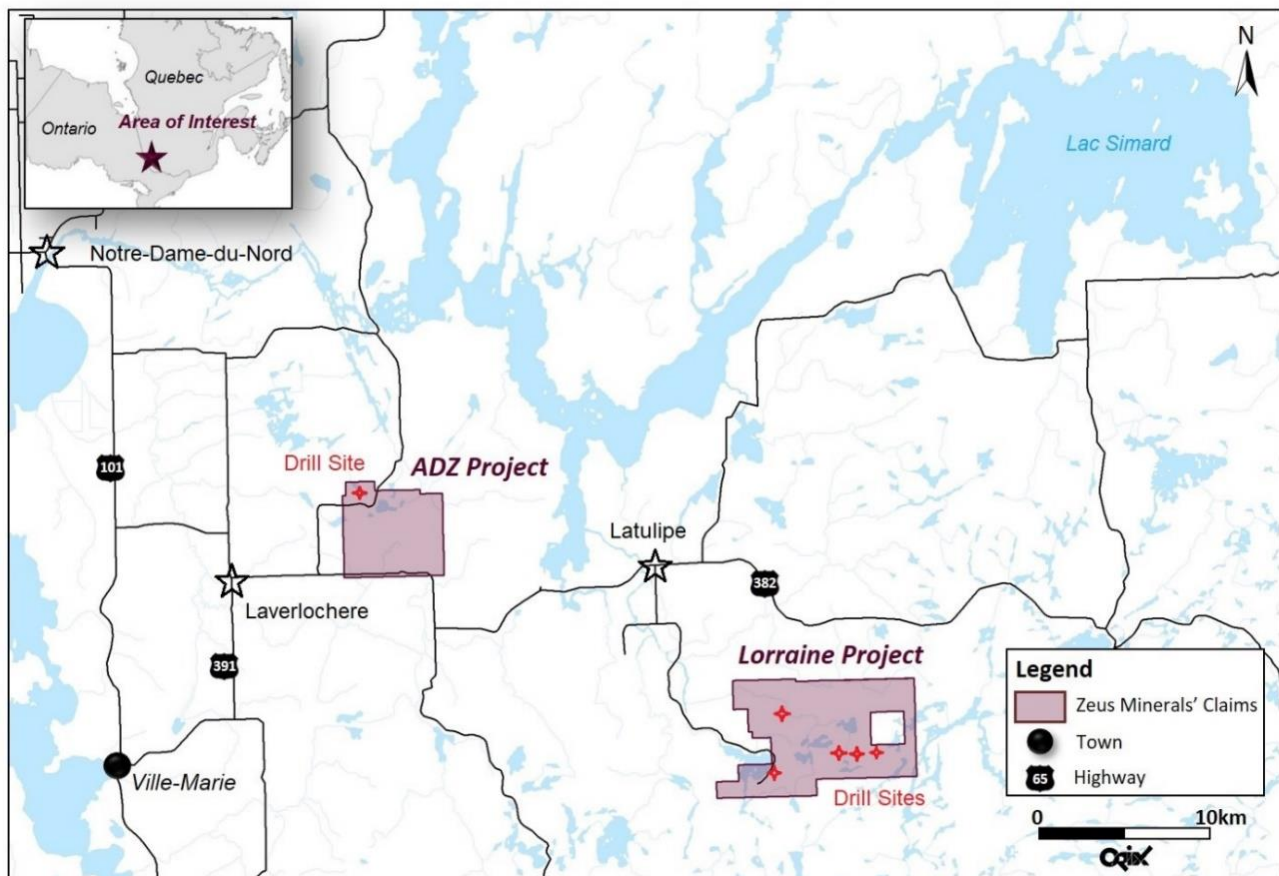 Quebec
Ontario
Area of Interest
N
Lac Simard
Notre-Dame-du-Nord
101
Drill Site
ADZ Project
Latulipe
382
Laverlochere
391
Lorraine Project
Drill Sites
Ville-Marie
Legend
Zeus Minerals' Claims
Town
65 Highway
0 10km